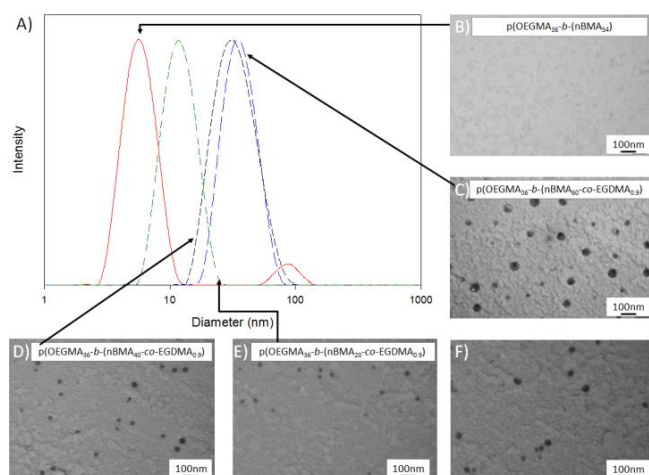 A)
Intensity
1
10
100
1000
Diameter (nm)
B)
p(OEGMA₃₆-b-(nBMA₃₄)
100nm
C)
p(OEGMA₃₆-b-(nBMA₆₀-co-EGDMA₀.₉)
100nm
D)
p(OEGMA₃₆-b-(nBMA₄₀-co-EGDMA₀.₉)
100nm
E)
p(OEGMA₃₆-b-(nBMA₂₀-co-EGDMA₀.₉)
100nm
F)
100nm